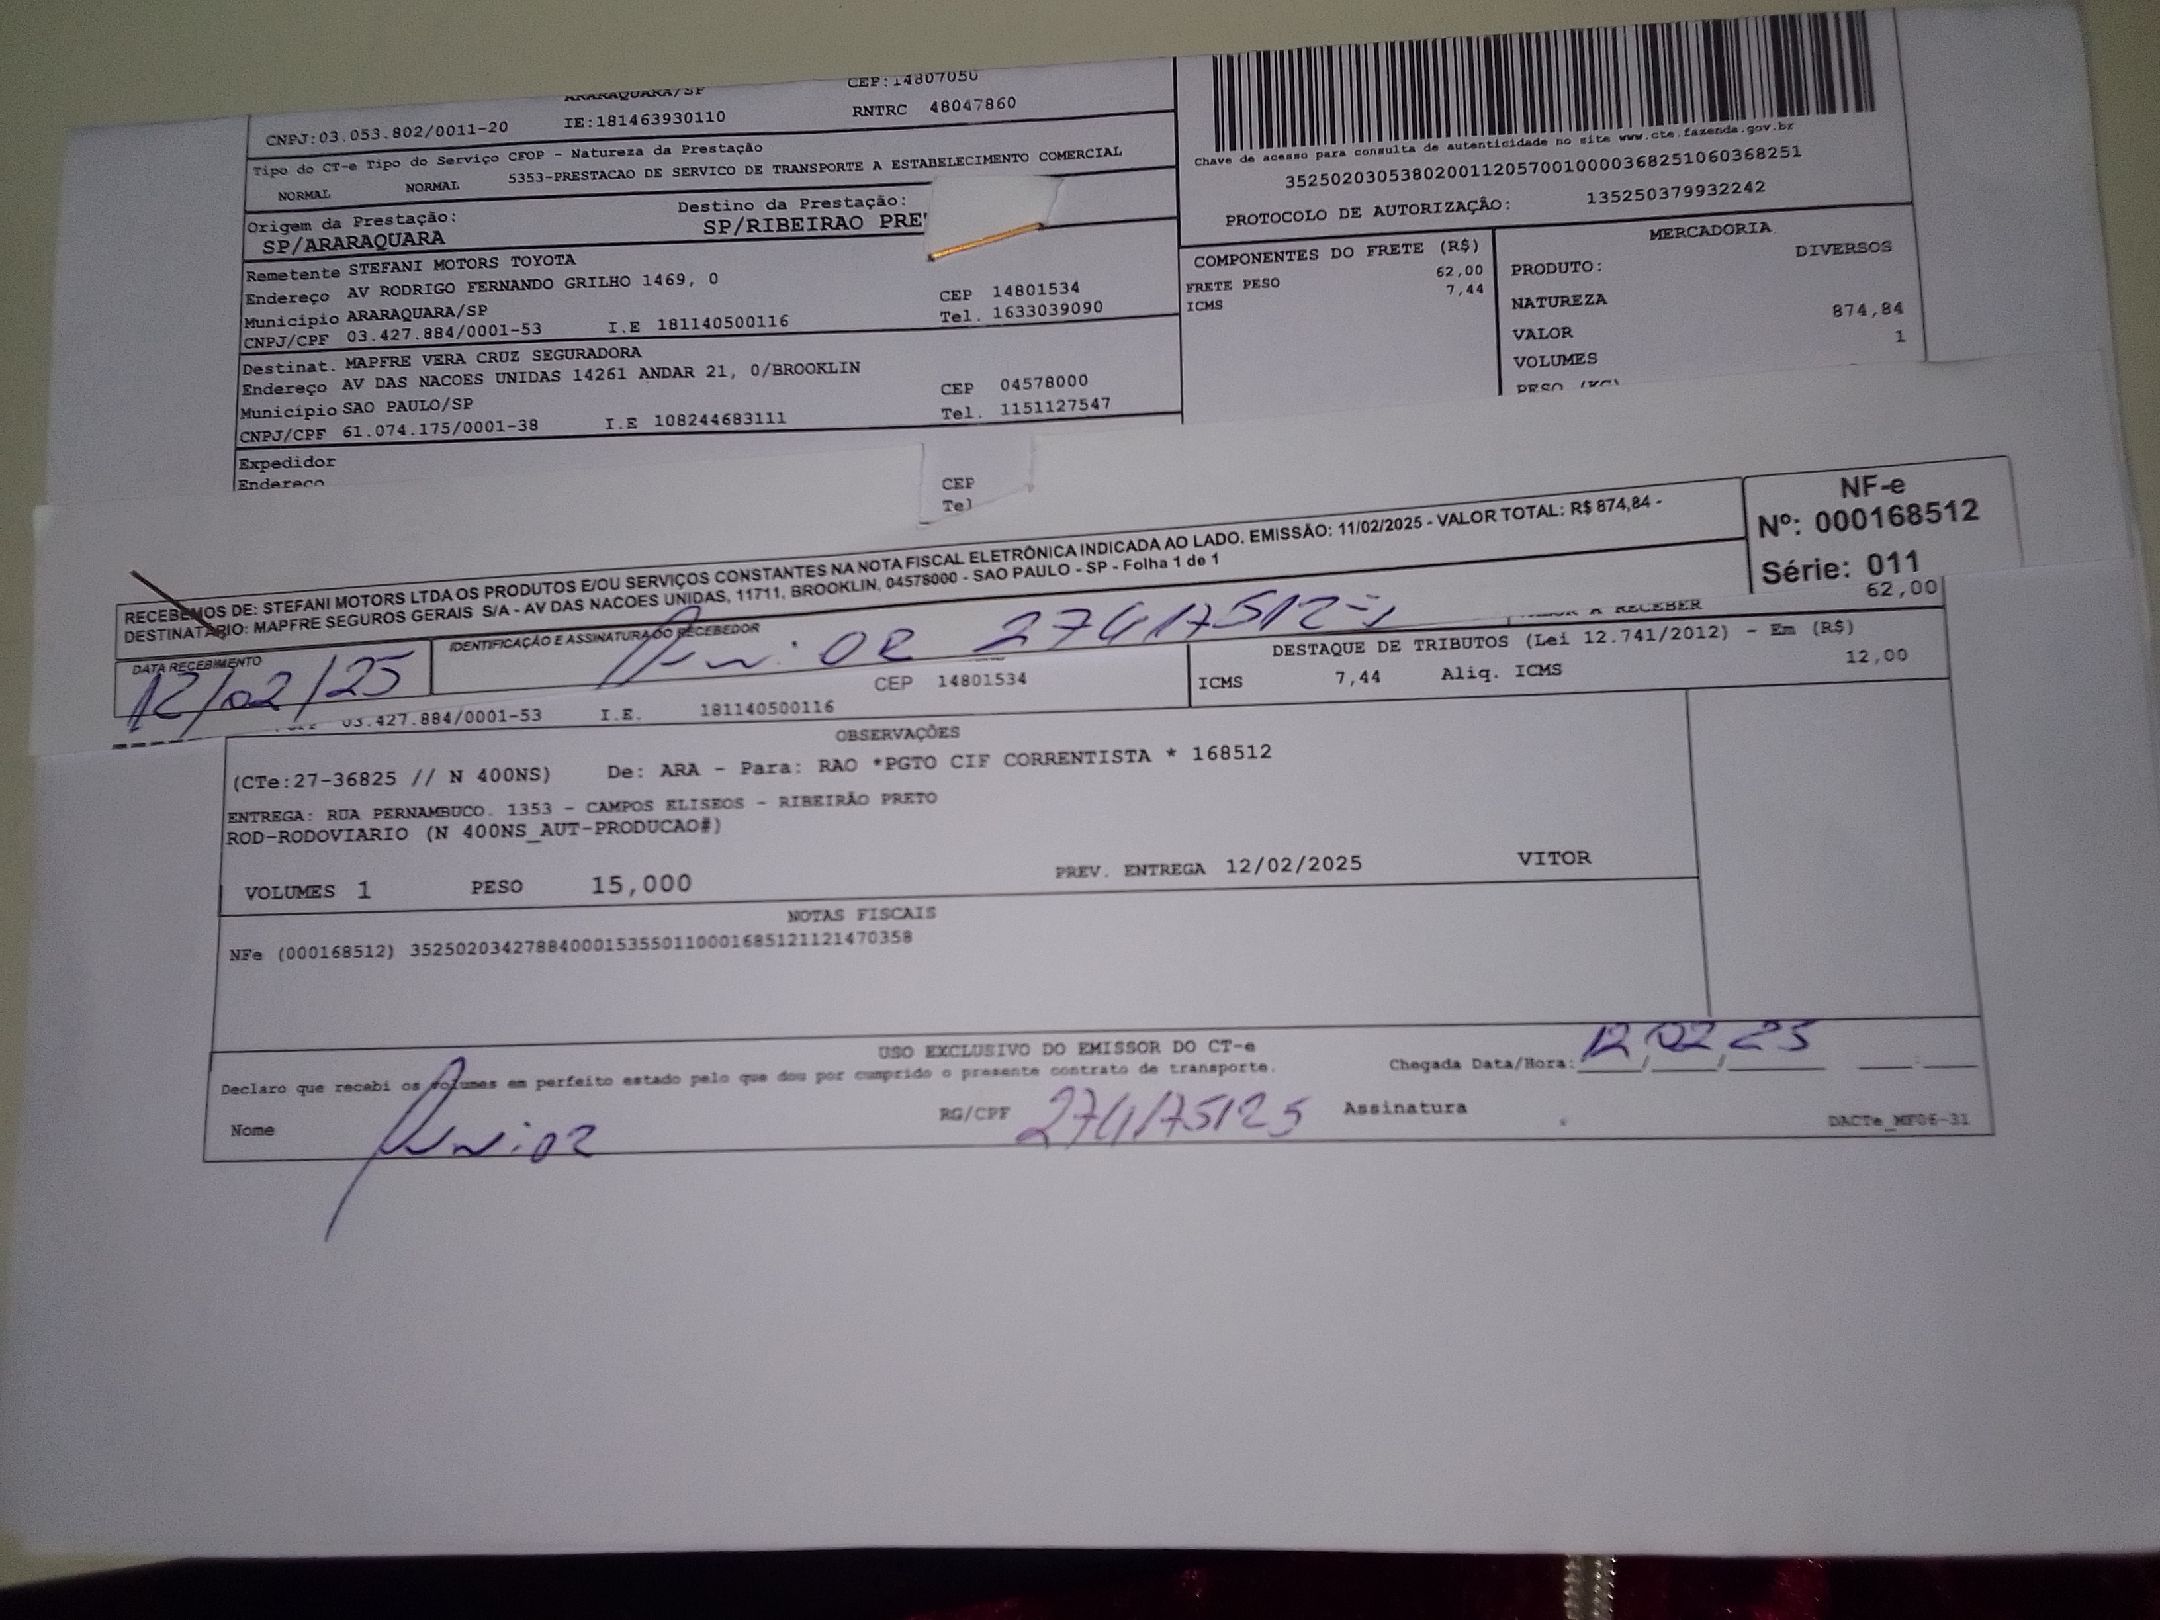 ARARAQUARA/SP CEP:14807050
CNPJ:03.053.802/0011-20 IE:181463930110 RNTRC 48047860
Tipo do CT-e Tipo do Serviço CFOP - Natureza da Prestação
NORMAL NORMAL 5353-PRESTACAO DE SERVICO DE TRANSPORTE A ESTABELECIMENTO COMERCIAL
Origem da Prestação: Destino da Prestação:
SP/ARARAQUARA SP/RIBEIRAO PRE
Remetente STEFANI MOTORS TOYOTA
Endereço AV RODRIGO FERNANDO GRILHO 1469, 0
Município ARARAQUARA/SP CEP 14801534
CNPJ/CPF 03.427.884/0001-53 I.E 181140500116 Tel. 1633039090
Destinat. MAPFRE VERA CRUZ SEGURADORA
Endereço AV DAS NACOES UNIDAS 14261 ANDAR 21, 0/BROOKLIN
Município SAO PAULO/SP CEP 04578000
CNPJ/CPF 61.074.175/0001-38 I.E 108244683111 Tel. 1151127547
Expedidor
Endereço CEP
Tel
Chave de acesso para consulta de autenticidade no site www.cte.fazenda.gov.br
35250203053802001120570010000368251060368251
PROTOCOLO DE AUTORIZAÇÃO: 135250379932242
COMPONENTES DO FRETE (R$)
FRETE PESO 62,00
ICMS 7,44
MERCADORIA
PRODUTO: DIVERSOS
NATUREZA
VALOR 874,84
VOLUMES 1
PESO (KG)
RECEBEMOS DE: STEFANI MOTORS LTDA OS PRODUTOS E/OU SERVIÇOS CONSTANTES NA NOTA FISCAL ELETRÔNICA INDICADA AO LADO. EMISSÃO: 11/02/2025 - VALOR TOTAL: R$ 874,84 -
DESTINATÁRIO: MAPFRE SEGUROS GERAIS S/A - AV DAS NACOES UNIDAS, 11711, BROOKLIN, 04578000 - SAO PAULO - SP - Folha 1 de 1
NF-e
Nº: 000168512
Série: 011
DATA RECEBIMENTO IDENTIFICAÇÃO E ASSINATURA DO RECEBEDOR
12/02/25
A RECEBER 62,00
CEP 14801534
03.427.884/0001-53 I.E. 181140500116
DESTAQUE DE TRIBUTOS (Lei 12.741/2012) - Em (R$)
ICMS 7,44 Aliq. ICMS 12,00
OBSERVAÇÕES
(CTe:27-36825 // N 400NS) De: ARA - Para: RAO *PGTO CIF CORRENTISTA * 168512
ENTREGA: RUA PERNAMBUCO. 1353 - CAMPOS ELISEOS - RIBEIRÃO PRETO
ROD-RODOVIARIO (N 400NS_AUT-PRODUCAO#)
VOLUMES 1 PESO 15,000 PREV. ENTREGA 12/02/2025 VITOR
NOTAS FISCAIS
NFe (000168512) 35250203427884000153550110001685121121470358
USO EXCLUSIVO DO EMISSOR DO CT-e
Declaro que recebi os volumes em perfeito estado pelo que dou por cumprido o presente contrato de transporte. Chegada Data/Hora: 12/02/25
Nome Junior RG/CPF 274175125 Assinatura
DACTe_MF06-31